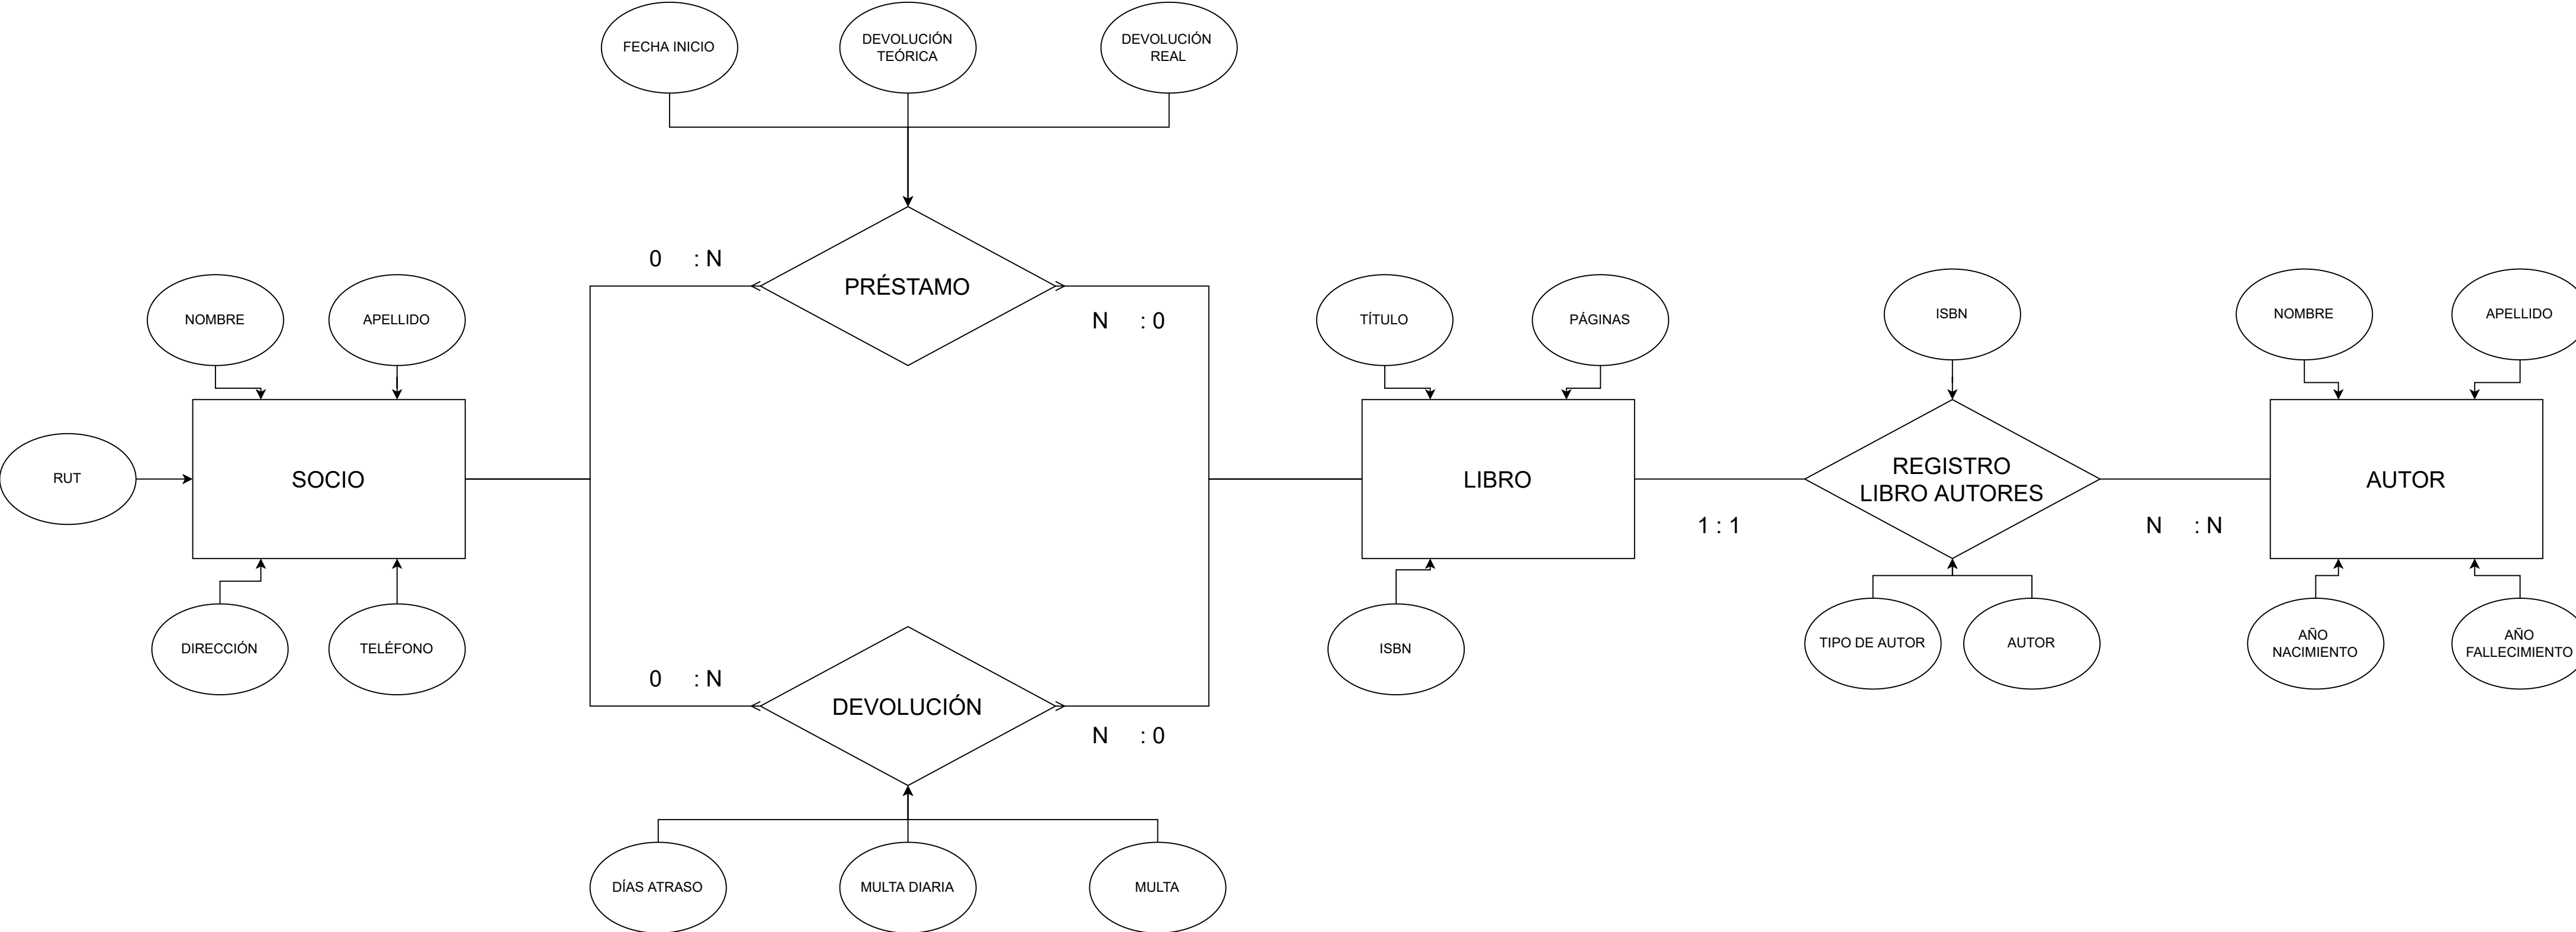 FECHA INICIO
DEVOLUCIÓN
TEÓRICA
DEVOLUCIÓN
REAL
0 : N
PRÉSTAMO
N : 0
NOMBRE
APELLIDO
RUT
SOCIO
DIRECCIÓN
TELÉFONO
TÍTULO
PÁGINAS
LIBRO
ISBN
1 : 1
ISBN
REGISTRO
LIBRO AUTORES
TIPO DE AUTOR
AUTOR
N : N
NOMBRE
APELLIDO
AUTOR
AÑO
NACIMIENTO
AÑO
FALLECIMIENTO
0 : N
DEVOLUCIÓN
N : 0
DÍAS ATRASO
MULTA DIARIA
MULTA